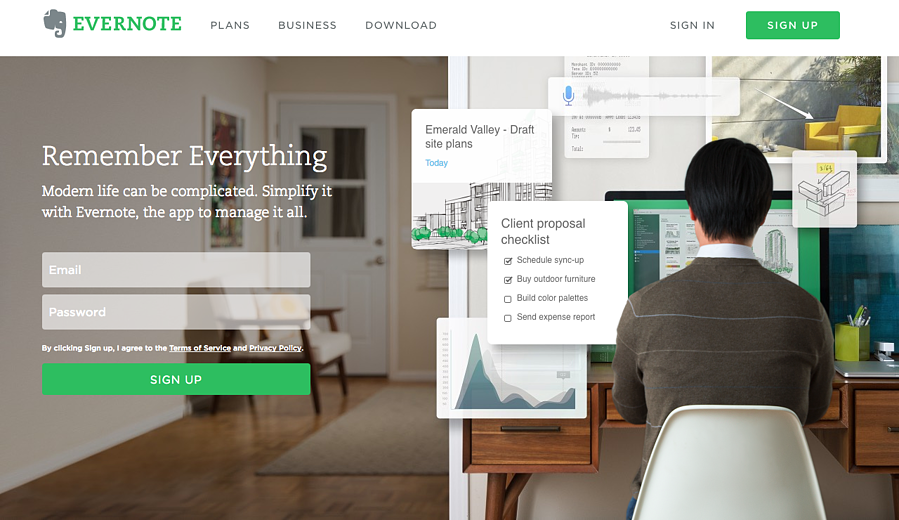 EVERNOTE
PLANS
BUSINESS
DOWNLOAD
SIGN IN
SIGN UP
Remember Everything
Modern life can be complicated. Simplify it
with Evernote, the app to manage it all.
Email
Password
By clicking Sign up, I agree to the Terms of Service and Privacy Policy.
SIGN UP
Emerald Valley - Draft
site plans
Today
Client proposal
checklist
Schedule sync-up
Buy outdoor furniture
Build color palettes
Send expense report
Total: